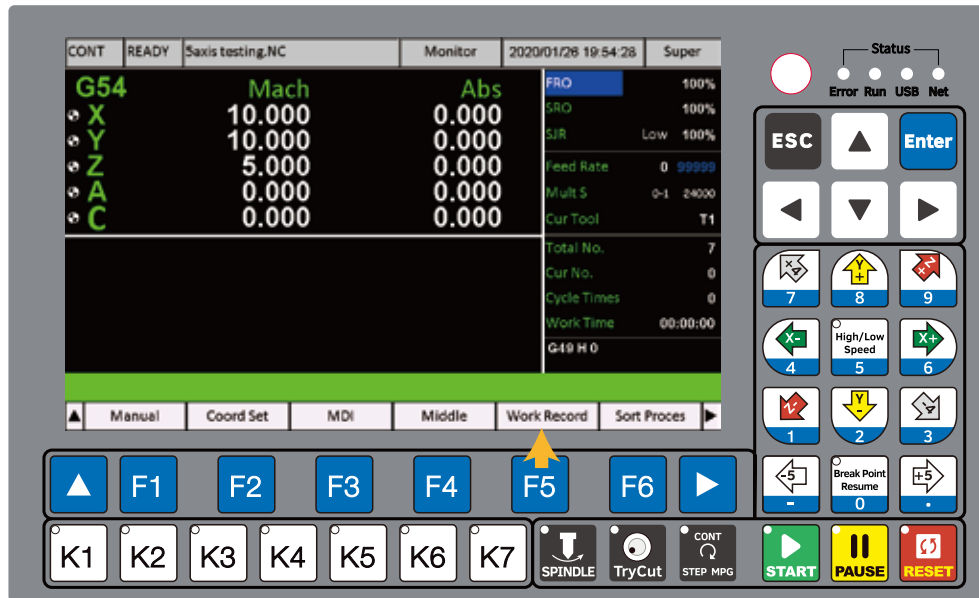 CONT READY 5axis testing.NC Monitor 2020/01/26 19:54:28 Super
G54 Mach Abs
X 10.000 0.000
Y 10.000 0.000
Z 5.000 0.000
A 0.000 0.000
C 0.000 0.000
FRO 100%
SRO 100%
SJR Low 100%
Feed Rate 0 99999
Mult S 0-1 24000
Cur Tool T1
Total No. 7
Cur No. 0
Cycle Times 0
Work Time 00:00:00
G49 H 0
Manual Coord Set MDI Middle Work Record Sort Proces
F1 F2 F3 F4 F5 F6
K1 K2 K3 K4 K5 K6 K7
SPINDLE
TryCut
CONT
STEP MPG
Status
Error Run USB Net
ESC Enter
7
Y
+
8
9
X-
4
High/Low
Speed
5
X+
6
Z-
1
Y
-
2
3
-5
-
Break Point
Resume
0
+5
.
START
PAUSE
RESET